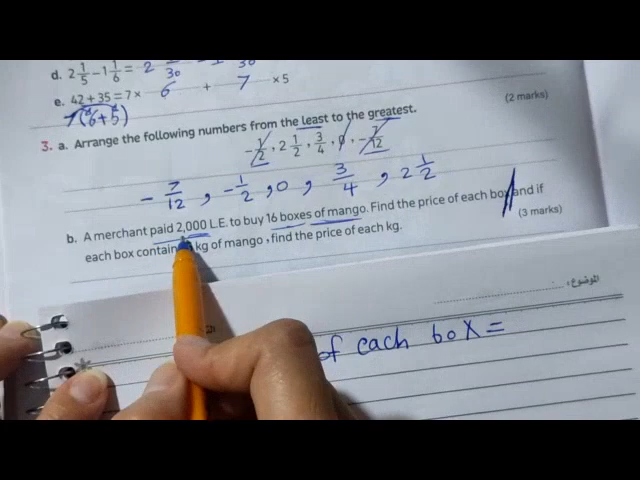 d. 2 1/5 − 1 1/6 = 2 /30 − 1 /30
e. 42 + 35 = 7 × 6 + 7 × 5
7(6+5)
3. a. Arrange the following numbers from the least to the greatest. (2 marks)
− 1/2 , 2 1/2 , 3/4 , 0 , − 7/12
− 7/12 , − 1/2 , 0 , 3/4 , 2 1/2
b. A merchant paid 2,000 L.E. to buy 16 boxes of mango. Find the price of each box and if
each box contain kg of mango , find the price of each kg. (3 marks)
الموضوع :
of each box =